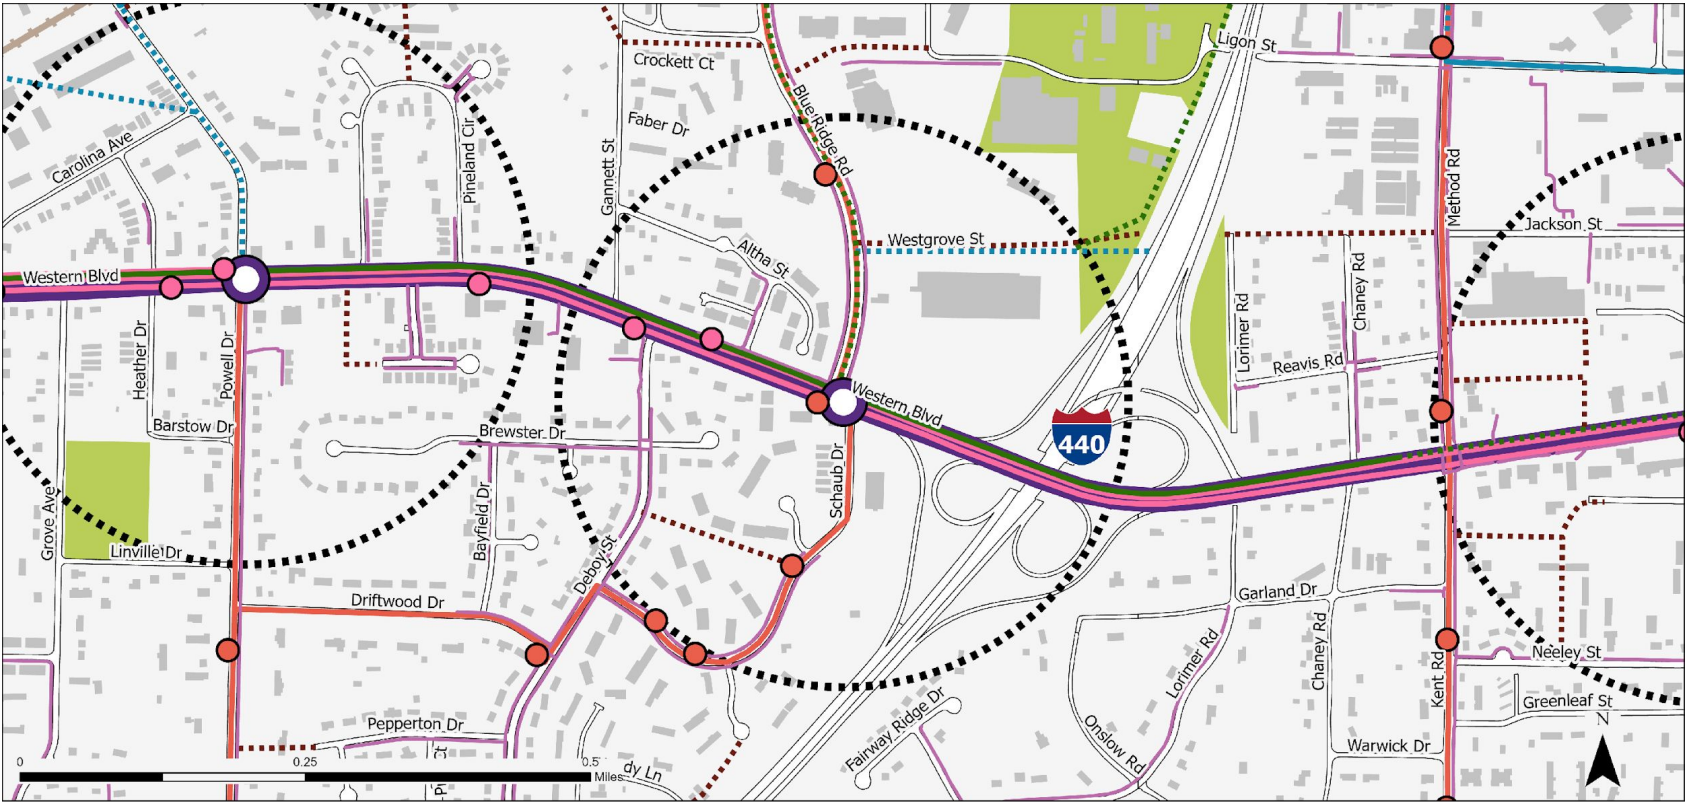 Ligon St
Crockett Ct
Blue Ridge Rd
Faber Dr
Carolina Ave
Pineland Cir
Gannett St
Method Rd
Jackson St
Westgrove St
Altha St
Western Blvd
Chaney Rd
Lorimer Rd
Heather Dr
Powell Dr
Reavis Rd
Western Blvd
Barstow Dr
Brewster Dr
440
Schaub Dr
Grove Ave
Bayfield Dr
Linville Dr
Deboy St
Driftwood Dr
Garland Dr
Lorimer Rd
Chaney Rd
Kent Rd
Neeley St
Greenleaf St
Fairway Ridge Dr
Onslow Rd
N
Pepperton Dr
Warwick Dr
0
0.25
0.5
Miles
dy Ln